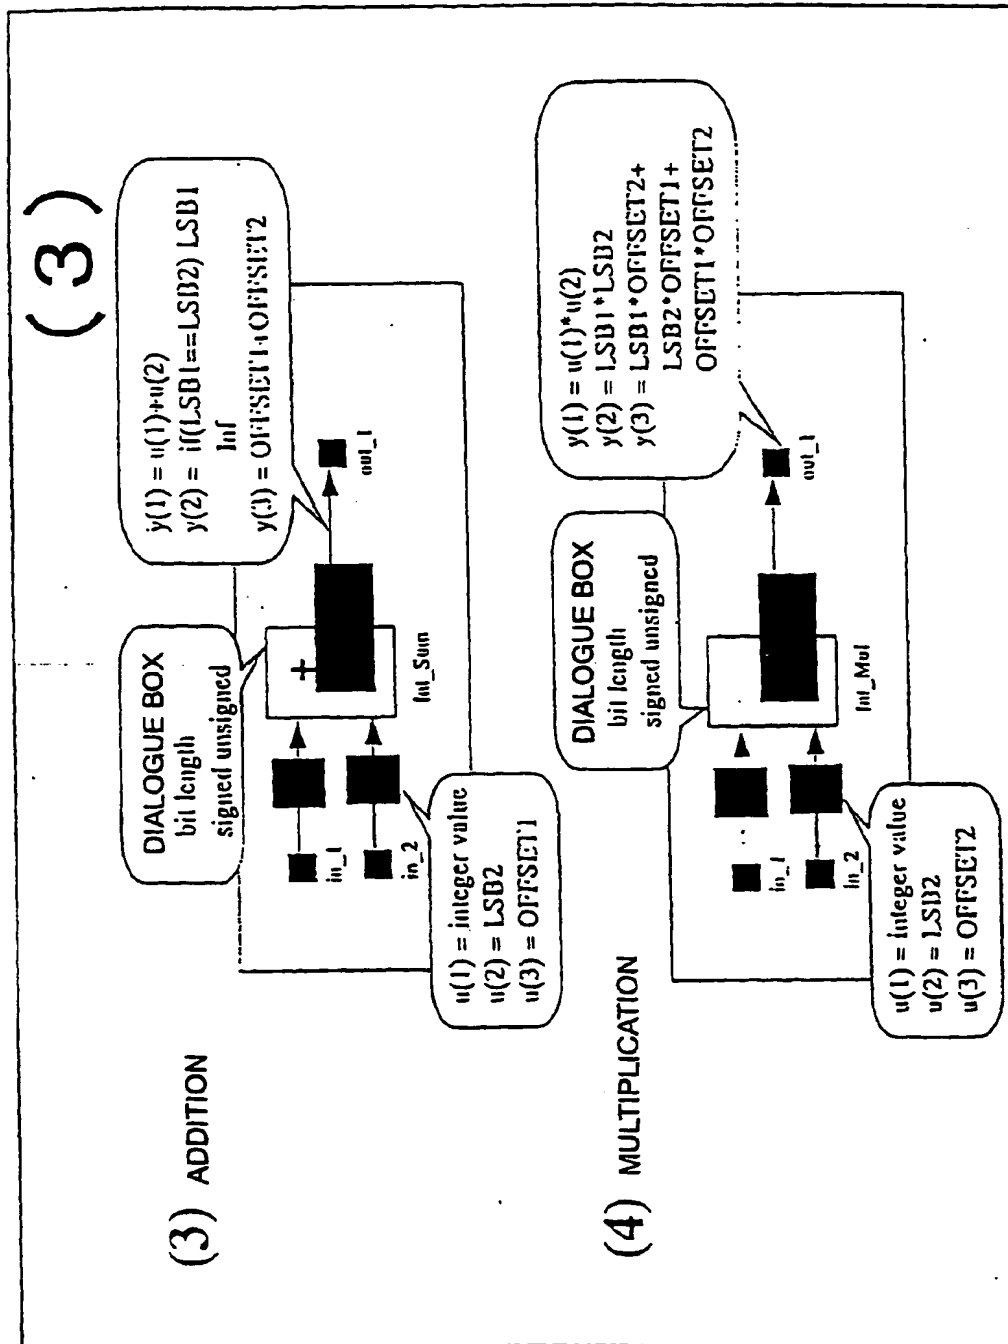 (3)
(3) ADDITION
DIALOGUE BOX
bit length
signed unsigned
y(1) = u(1)+u(2)
y(2) = if(LSB1==LSB2) LSB1
Inf
y(3) = OFFSET1+OFFSET2
in_1
in_2
+
Int_Sum
out_1
u(1) = integer value
u(2) = LSB2
u(3) = OFFSET1
(4) MULTIPLICATION
DIALOGUE BOX
bit length
signed unsigned
y(1) = u(1)*u(2)
y(2) = LSB1*LSB2
y(3) = LSB1*OFFSET2+
LSB2*OFFSET1+
OFFSET1*OFFSET2
in_1
in_2
Int_Mul
out_1
u(1) = integer value
u(2) = LSB2
u(3) = OFFSET2